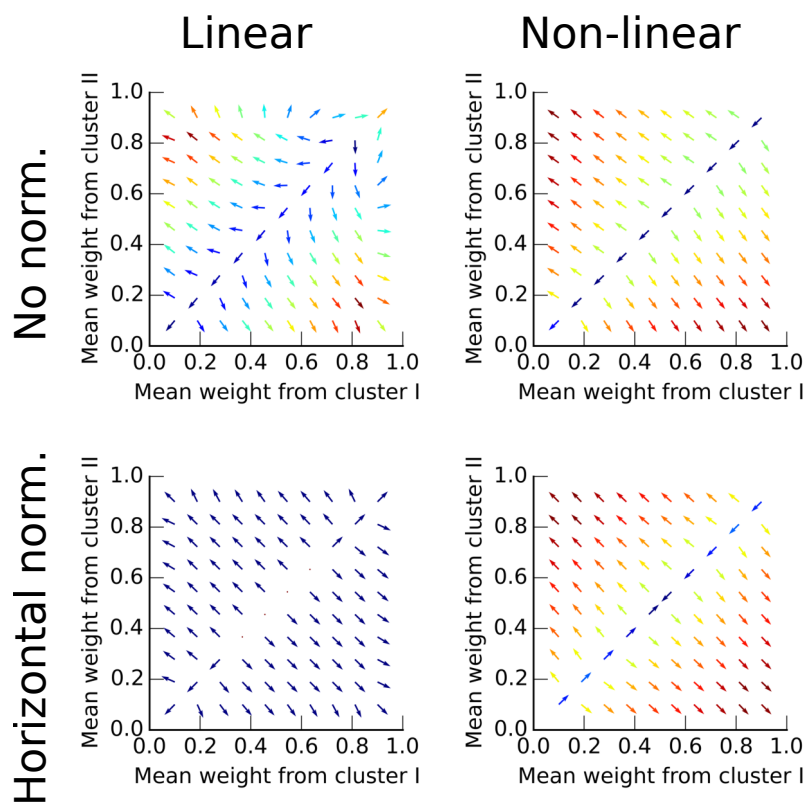 Linear
Non-linear
No norm.
Mean weight from cluster II
1.0
0.8
0.6
0.4
0.2
0.0
0.0 0.2 0.4 0.6 0.8 1.0
Mean weight from cluster I
Mean weight from cluster II
1.0
0.8
0.6
0.4
0.2
0.0
0.0 0.2 0.4 0.6 0.8 1.0
Mean weight from cluster I
Horizontal norm.
Mean weight from cluster II
1.0
0.8
0.6
0.4
0.2
0.0
0.0 0.2 0.4 0.6 0.8 1.0
Mean weight from cluster I
Mean weight from cluster II
1.0
0.8
0.6
0.4
0.2
0.0
0.0 0.2 0.4 0.6 0.8 1.0
Mean weight from cluster I